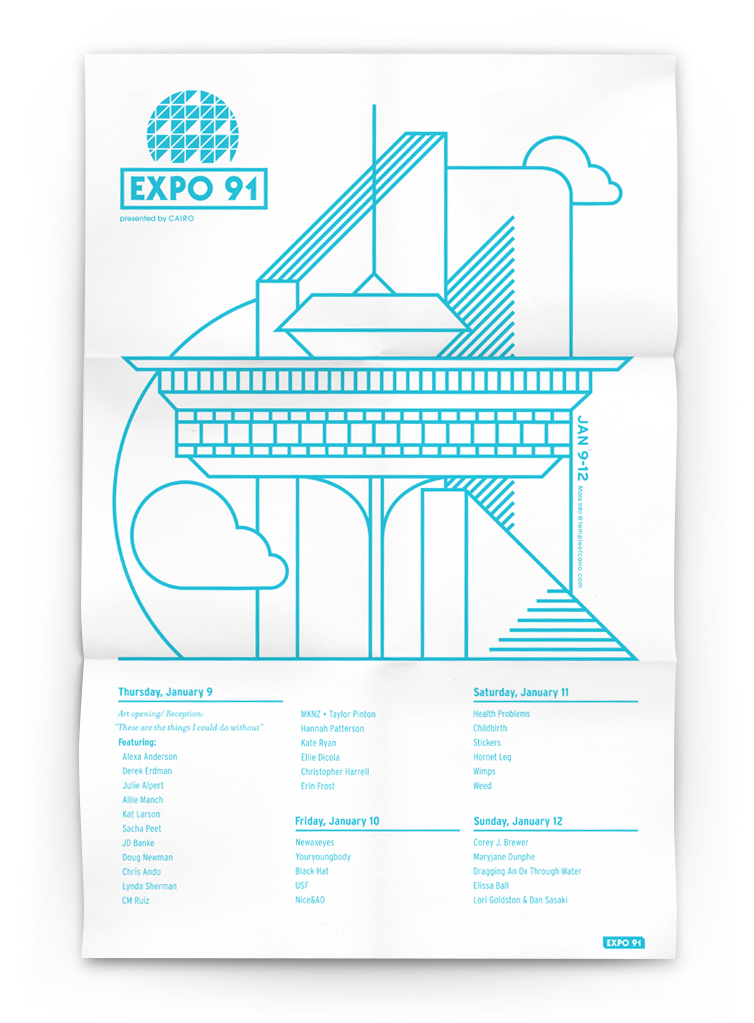 EXPO 91
presented by CAIRO
JAN 9-12 More info @ templeofcairo.com
Thursday, January 9
Art opening/ Reception:
"These are the things I could do without"
Featuring:
Alexa Anderson
Derek Erdman
Julie Alpert
Allie Manch
Kat Larson
Sacha Peet
JD Banke
Doug Newman
Chris Ando
Lynda Sherman
CM Ruiz
MKNZ + Taylor Pinton
Hannah Patterson
Kate Ryan
Ellie Dicola
Christopher Harrell
Erin Frost
Friday, January 10
Newaxeyes
Youryoungbody
Black Hat
USF
Nice&AO
Saturday, January 11
Health Problems
Childbirth
Stickers
Hornet Leg
Wimps
Weed
Sunday, January 12
Corey J. Brewer
Maryjane Dunphe
Dragging An Ox Through Water
Elissa Ball
Lori Goldston & Dan Sasaki
EXPO 91